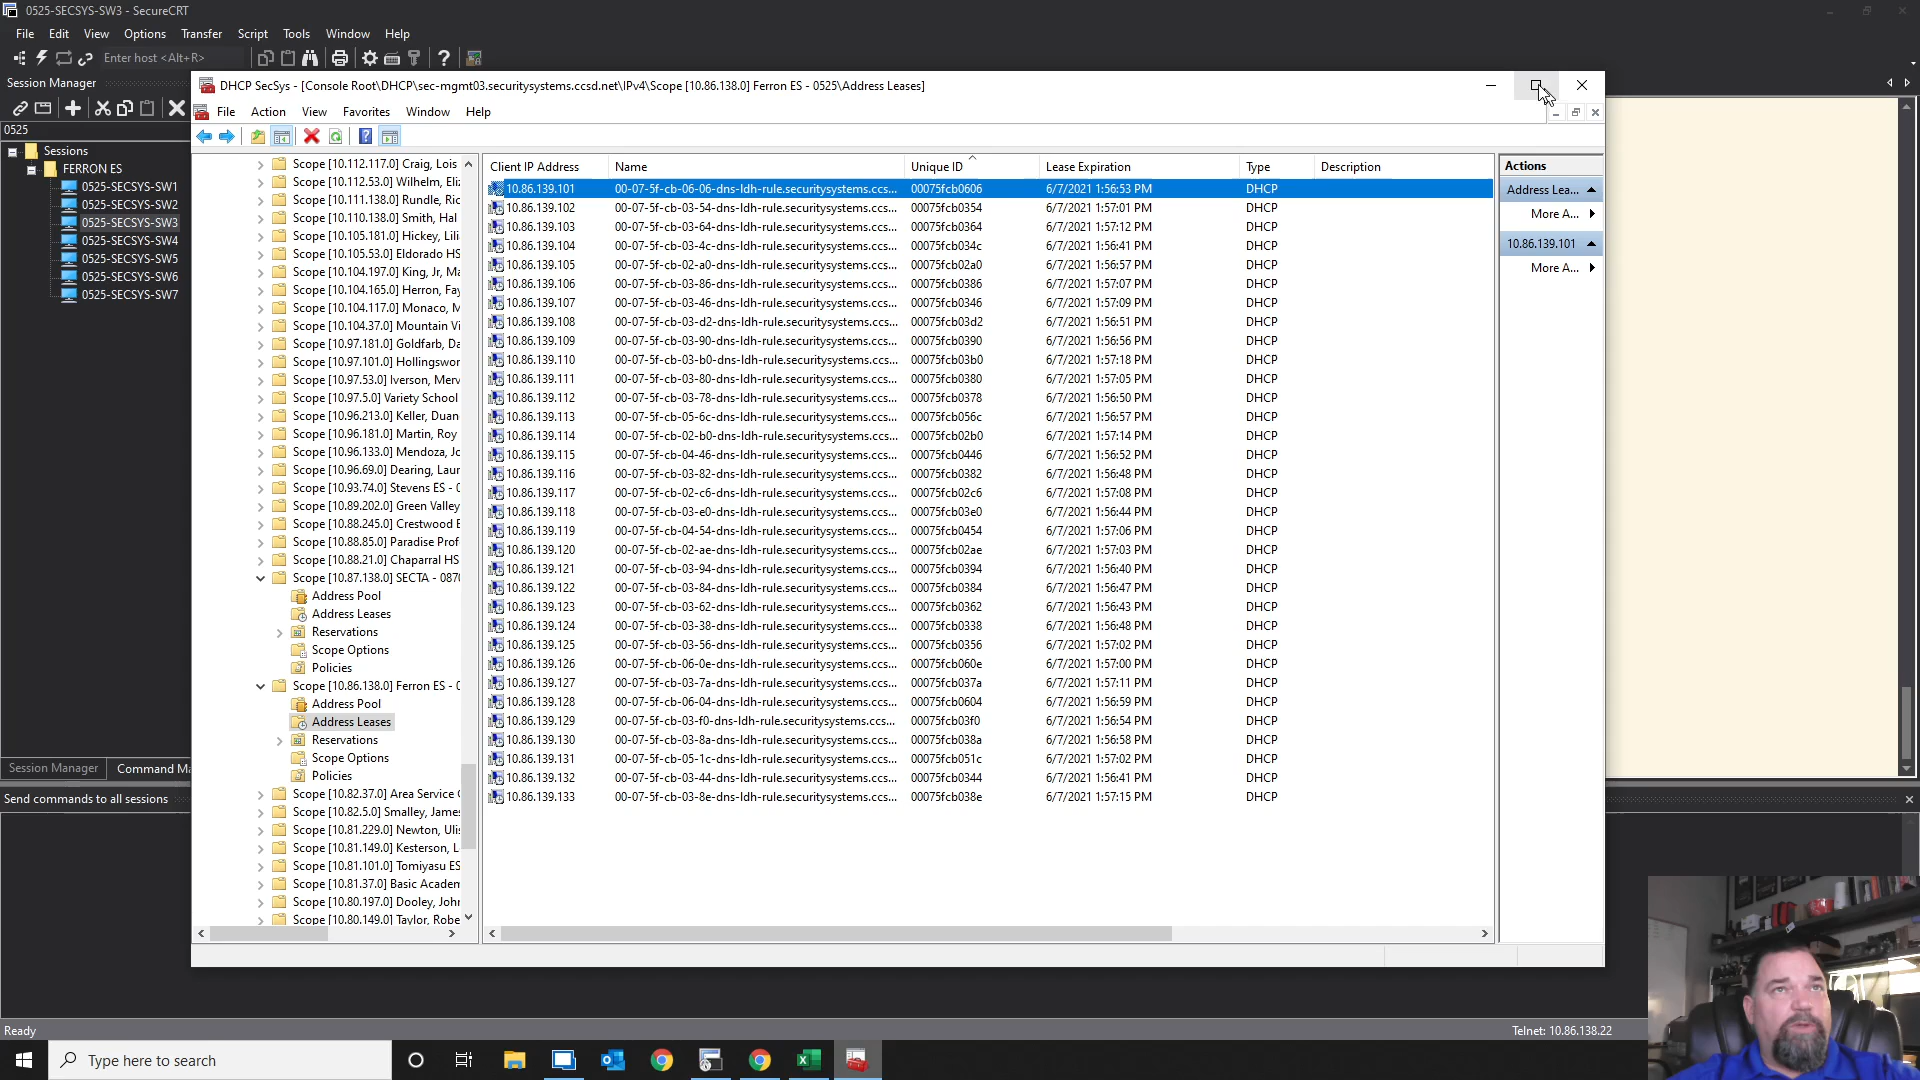 0525-SECSYS-SW3 - SecureCRT
File Edit View Options Transfer Script Tools Window Help
Enter host <Alt+R>
Session Manager
0525
Sessions
FERRON ES
0525-SECSYS-SW1
0525-SECSYS-SW2
0525-SECSYS-SW3
0525-SECSYS-SW4
0525-SECSYS-SW5
0525-SECSYS-SW6
0525-SECSYS-SW7
Session Manager Command Ma
Send commands to all sessions
DHCP SecSys - [Console Root\DHCP\sec-mgmt03.securitysystems.ccsd.net\IPv4\Scope [10.86.138.0] Ferron ES - 0525\Address Leases]
File Action View Favorites Window Help
Scope [10.112.117.0] Craig, Lois
Scope [10.112.53.0] Wilhelm, Eliz
Scope [10.111.138.0] Rundle, Ric
Scope [10.110.138.0] Smith, Hal
Scope [10.105.181.0] Hickey, Lili
Scope [10.105.53.0] Eldorado HS
Scope [10.104.197.0] King, Jr, Ma
Scope [10.104.165.0] Herron, Fay
Scope [10.104.117.0] Monaco, M
Scope [10.104.37.0] Mountain Vi
Scope [10.97.181.0] Goldfarb, Da
Scope [10.97.101.0] Hollingswor
Scope [10.97.53.0] Iverson, Merv
Scope [10.97.5.0] Variety School
Scope [10.96.213.0] Keller, Duan
Scope [10.96.181.0] Martin, Roy
Scope [10.96.133.0] Mendoza, Jo
Scope [10.96.69.0] Dearing, Laur
Scope [10.93.74.0] Stevens ES - 0
Scope [10.89.202.0] Green Valley
Scope [10.88.245.0] Crestwood E
Scope [10.88.85.0] Paradise Prof
Scope [10.88.21.0] Chaparral HS
Scope [10.87.138.0] SECTA - 0870
Address Pool
Address Leases
Reservations
Scope Options
Policies
Scope [10.86.138.0] Ferron ES - 0
Address Pool
Address Leases
Reservations
Scope Options
Policies
Scope [10.82.37.0] Area Service
Scope [10.82.5.0] Smalley, James
Scope [10.81.229.0] Newton, Ulis
Scope [10.81.149.0] Kesterson, L
Scope [10.81.101.0] Tomiyasu ES
Scope [10.81.37.0] Basic Academ
Scope [10.80.197.0] Dooley, John
Scope [10.80.149.0] Taylor, Robe
Client IP Address Name Unique ID Lease Expiration Type Description
10.86.139.101 00-07-5f-cb-06-06-dns-ldh-rule.securitysystems.ccs... 00075fcb0606 6/7/2021 1:56:53 PM DHCP
10.86.139.102 00-07-5f-cb-03-54-dns-ldh-rule.securitysystems.ccs... 00075fcb0354 6/7/2021 1:57:01 PM DHCP
10.86.139.103 00-07-5f-cb-03-64-dns-ldh-rule.securitysystems.ccs... 00075fcb0364 6/7/2021 1:57:12 PM DHCP
10.86.139.104 00-07-5f-cb-03-4c-dns-ldh-rule.securitysystems.ccs... 00075fcb034c 6/7/2021 1:56:41 PM DHCP
10.86.139.105 00-07-5f-cb-02-a0-dns-ldh-rule.securitysystems.ccs... 00075fcb02a0 6/7/2021 1:56:57 PM DHCP
10.86.139.106 00-07-5f-cb-03-86-dns-ldh-rule.securitysystems.ccs... 00075fcb0386 6/7/2021 1:57:07 PM DHCP
10.86.139.107 00-07-5f-cb-03-46-dns-ldh-rule.securitysystems.ccs... 00075fcb0346 6/7/2021 1:57:09 PM DHCP
10.86.139.108 00-07-5f-cb-03-d2-dns-ldh-rule.securitysystems.ccs... 00075fcb03d2 6/7/2021 1:56:51 PM DHCP
10.86.139.109 00-07-5f-cb-03-90-dns-ldh-rule.securitysystems.ccs... 00075fcb0390 6/7/2021 1:56:56 PM DHCP
10.86.139.110 00-07-5f-cb-03-b0-dns-ldh-rule.securitysystems.ccs... 00075fcb03b0 6/7/2021 1:57:18 PM DHCP
10.86.139.111 00-07-5f-cb-03-80-dns-ldh-rule.securitysystems.ccs... 00075fcb0380 6/7/2021 1:57:05 PM DHCP
10.86.139.112 00-07-5f-cb-03-78-dns-ldh-rule.securitysystems.ccs... 00075fcb0378 6/7/2021 1:56:50 PM DHCP
10.86.139.113 00-07-5f-cb-05-6c-dns-ldh-rule.securitysystems.ccs... 00075fcb056c 6/7/2021 1:56:57 PM DHCP
10.86.139.114 00-07-5f-cb-02-b0-dns-ldh-rule.securitysystems.ccs... 00075fcb02b0 6/7/2021 1:57:14 PM DHCP
10.86.139.115 00-07-5f-cb-04-46-dns-ldh-rule.securitysystems.ccs... 00075fcb0446 6/7/2021 1:56:52 PM DHCP
10.86.139.116 00-07-5f-cb-03-82-dns-ldh-rule.securitysystems.ccs... 00075fcb0382 6/7/2021 1:56:48 PM DHCP
10.86.139.117 00-07-5f-cb-02-c6-dns-ldh-rule.securitysystems.ccs... 00075fcb02c6 6/7/2021 1:57:08 PM DHCP
10.86.139.118 00-07-5f-cb-03-e0-dns-ldh-rule.securitysystems.ccs... 00075fcb03e0 6/7/2021 1:56:44 PM DHCP
10.86.139.119 00-07-5f-cb-04-54-dns-ldh-rule.securitysystems.ccs... 00075fcb0454 6/7/2021 1:57:06 PM DHCP
10.86.139.120 00-07-5f-cb-02-ae-dns-ldh-rule.securitysystems.ccs... 00075fcb02ae 6/7/2021 1:57:03 PM DHCP
10.86.139.121 00-07-5f-cb-03-94-dns-ldh-rule.securitysystems.ccs... 00075fcb0394 6/7/2021 1:56:40 PM DHCP
10.86.139.122 00-07-5f-cb-03-84-dns-ldh-rule.securitysystems.ccs... 00075fcb0384 6/7/2021 1:56:47 PM DHCP
10.86.139.123 00-07-5f-cb-03-62-dns-ldh-rule.securitysystems.ccs... 00075fcb0362 6/7/2021 1:56:43 PM DHCP
10.86.139.124 00-07-5f-cb-03-38-dns-ldh-rule.securitysystems.ccs... 00075fcb0338 6/7/2021 1:56:48 PM DHCP
10.86.139.125 00-07-5f-cb-03-56-dns-ldh-rule.securitysystems.ccs... 00075fcb0356 6/7/2021 1:57:02 PM DHCP
10.86.139.126 00-07-5f-cb-06-0e-dns-ldh-rule.securitysystems.ccs... 00075fcb060e 6/7/2021 1:57:00 PM DHCP
10.86.139.127 00-07-5f-cb-03-7a-dns-ldh-rule.securitysystems.ccs... 00075fcb037a 6/7/2021 1:57:11 PM DHCP
10.86.139.128 00-07-5f-cb-06-04-dns-ldh-rule.securitysystems.ccs... 00075fcb0604 6/7/2021 1:56:59 PM DHCP
10.86.139.129 00-07-5f-cb-03-f0-dns-ldh-rule.securitysystems.ccs... 00075fcb03f0 6/7/2021 1:56:54 PM DHCP
10.86.139.130 00-07-5f-cb-03-8a-dns-ldh-rule.securitysystems.ccs... 00075fcb038a 6/7/2021 1:56:58 PM DHCP
10.86.139.131 00-07-5f-cb-05-1c-dns-ldh-rule.securitysystems.ccs... 00075fcb051c 6/7/2021 1:57:02 PM DHCP
10.86.139.132 00-07-5f-cb-03-44-dns-ldh-rule.securitysystems.ccs... 00075fcb0344 6/7/2021 1:56:41 PM DHCP
10.86.139.133 00-07-5f-cb-03-8e-dns-ldh-rule.securitysystems.ccs... 00075fcb038e 6/7/2021 1:57:15 PM DHCP
Actions
Address Lea...
More A...
10.86.139.101
More A...
Ready Telnet: 10.86.138.22
Type here to search